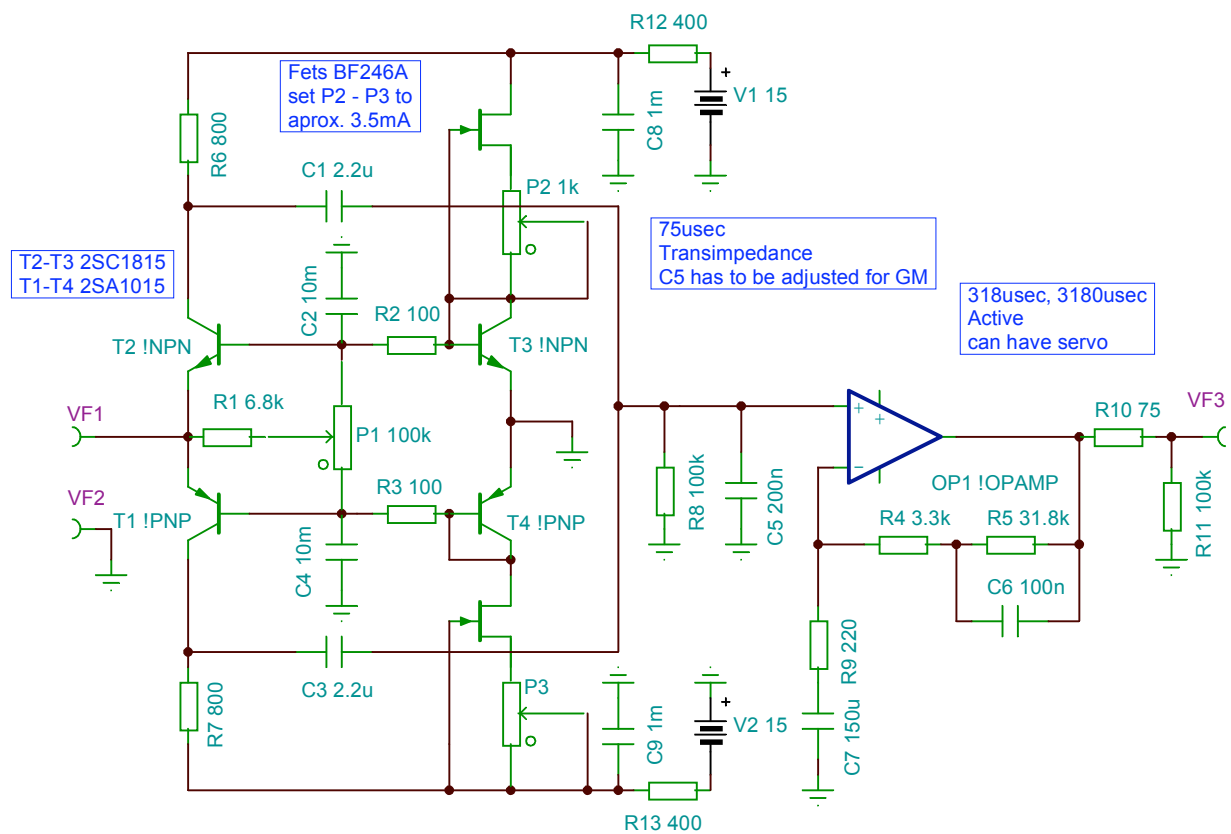 R12 400
Fets BF246A
set P2 - P3 to
aprox. 3.5mA
V1 15
C8 1m
R6 800
C1 2.2u
P2 1k
75usec
Transimpedance
C5 has to be adjusted for GM
T2-T3 2SC1815
T1-T4 2SA1015
318usec, 3180usec
Active
can have servo
C2 10m
R2 100
T2 !NPN
T3 !NPN
VF1
R1 6.8k
P1 100k
VF3
R10 75
+
+
−
VF2
R3 100
OP1 !OPAMP
T1 !PNP
T4 !PNP
R8 100k
C5 200n
R4 3.3k
R5 31.8k
R11 100k
C4 10m
C6 100n
R9 220
C3 2.2u
P3
R7 800
C9 1m
+
V2 15
C7 150u
R13 400
+